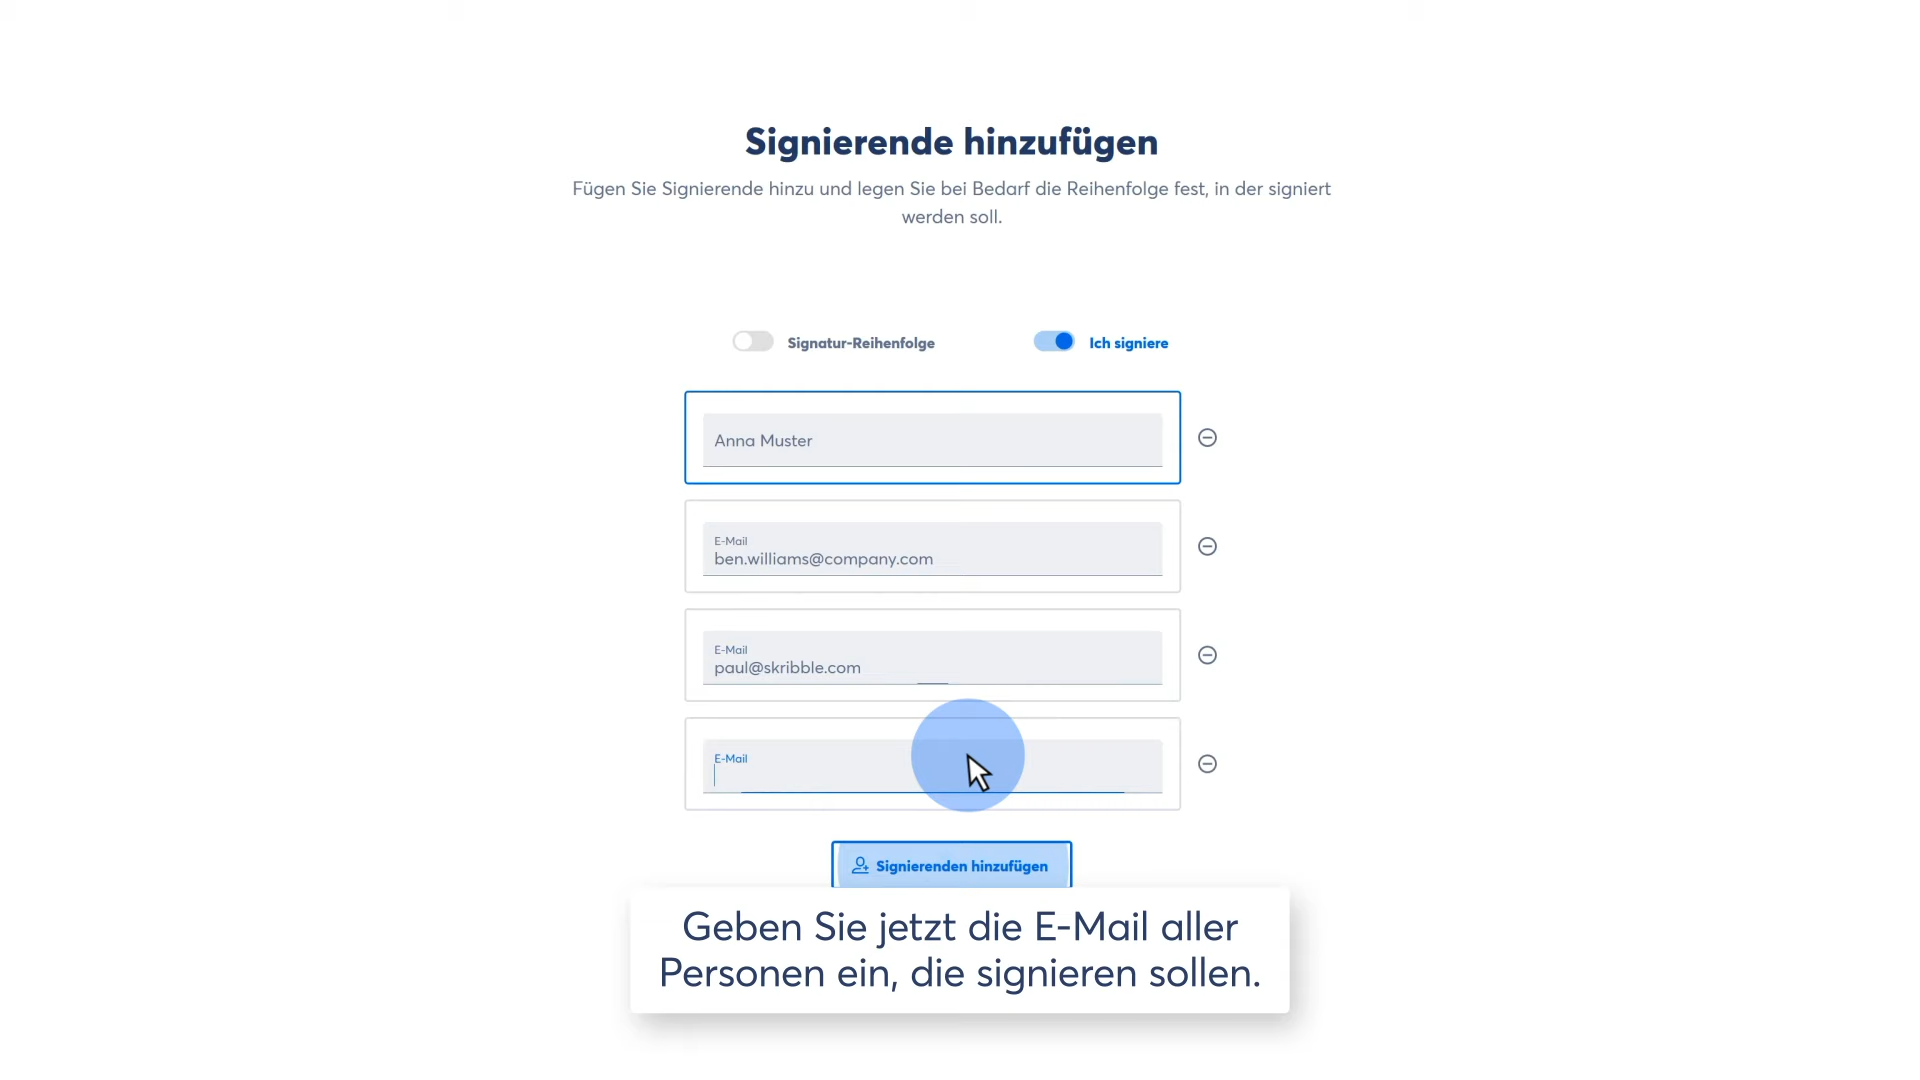 Signierende hinzufügen
Fügen Sie Signierende hinzu und legen Sie bei Bedarf die Reihenfolge fest, in der signiert
werden soll.
Signatur-Reihenfolge
Ich signiere
Anna Muster
E-Mail
ben.williams@company.com
E-Mail
paul@skribble.com
E-Mail
Signierenden hinzufügen
Geben Sie jetzt die E-Mail aller
Personen ein, die signieren sollen.